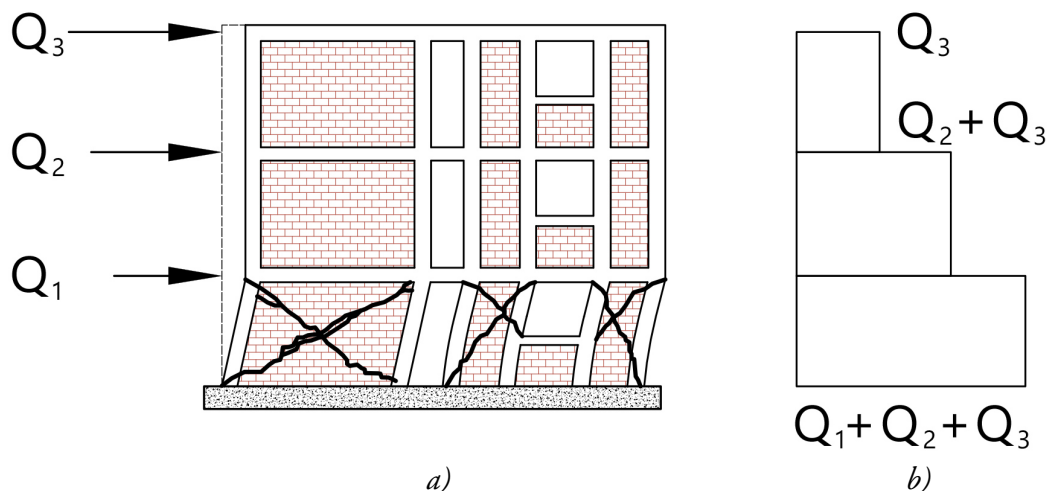 Q₃
Q₂
Q₁
a)
Q₃
Q₂ + Q₃
Q₁ + Q₂ + Q₃
b)